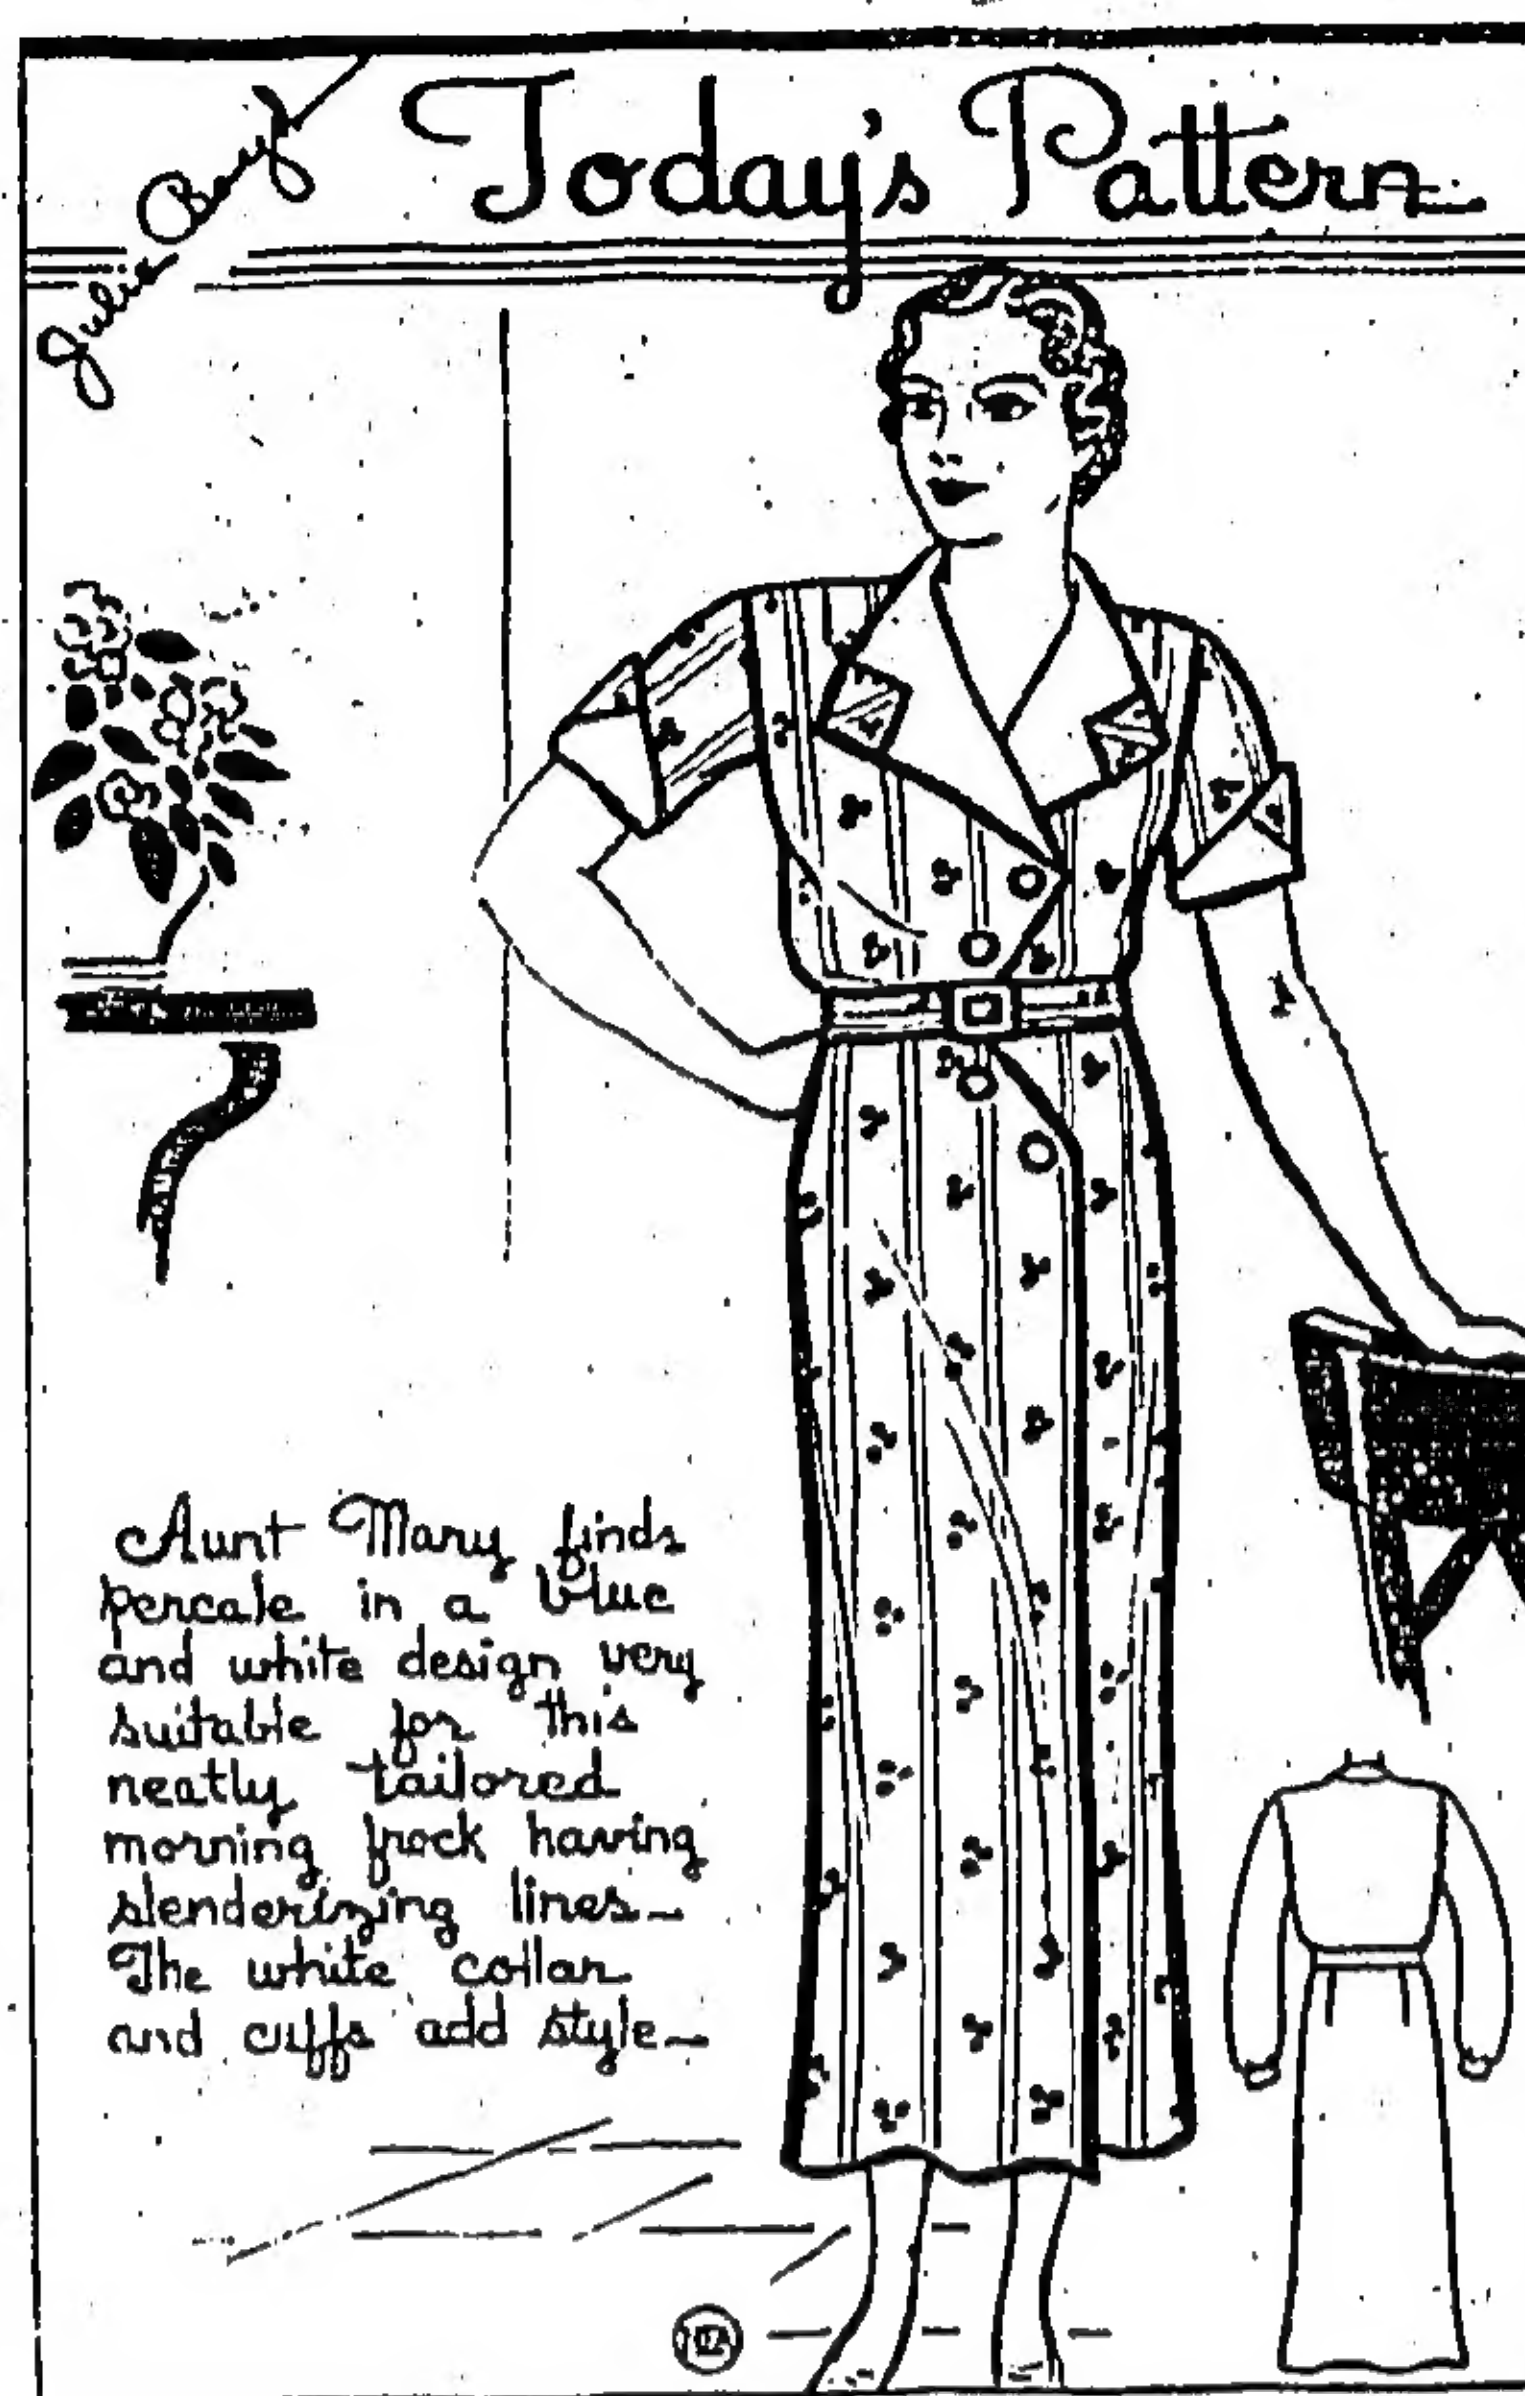 Julia Boyd
Today's Pattern
Aunt Mary finds
percale in a blue
and white design very
suitable for this
neatly tailored
morning frock having
slenderizing lines—
The white collar
and cuffs add style—